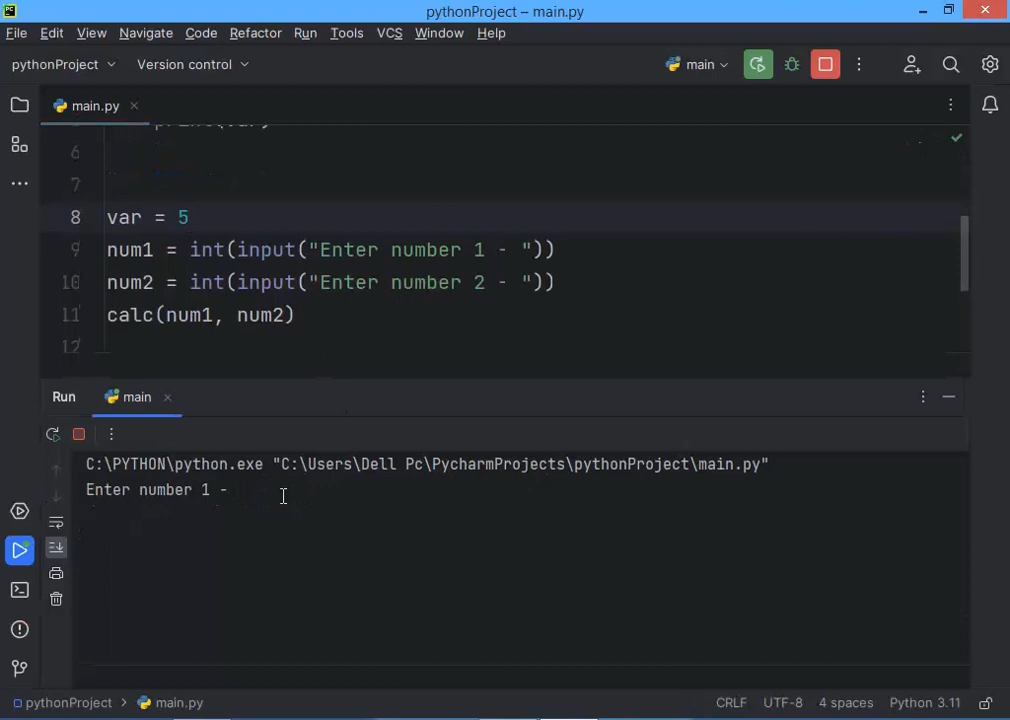 pythonProject – main.py
File Edit View Navigate Code Refactor Run Tools VCS Window Help
pythonProject Version control main
main.py
6
7
8 var = 5
9 num1 = int(input("Enter number 1 - "))
10 num2 = int(input("Enter number 2 - "))
11 calc(num1, num2)
12
Run main
C:\PYTHON\python.exe "C:\Users\Dell Pc\PycharmProjects\pythonProject\main.py"
Enter number 1 -
pythonProject main.py CRLF UTF-8 4 spaces Python 3.11